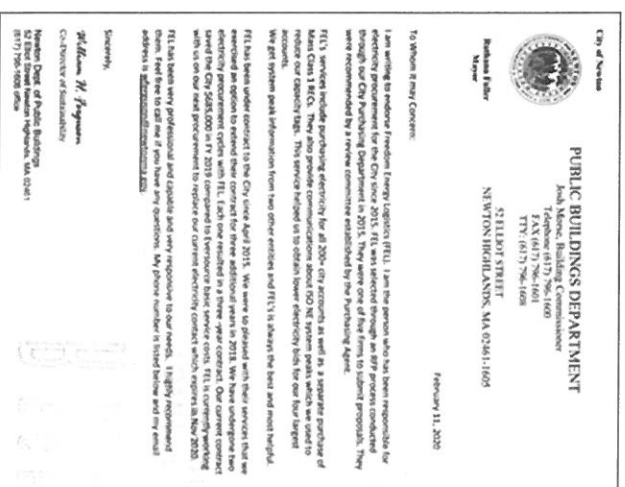 City of Newton
Ruthanne Fuller
Mayor
PUBLIC BUILDINGS DEPARTMENT
Josh Morse, Building Commissioner
Telephone (617) 796-1600
FAX (617) 796-1601
TTY: (617) 796-1608
52 ELLIOT STREET
NEWTON HIGHLANDS, MA 02461-1605
February 11, 2020
To Whom it may Concern:
I am writing to endorse Freedom Energy Logistics (FEL). I am the person who has been responsible for
electricity procurement for the City since 2015. FEL was selected through an RFP process conducted
through our City Purchasing Department in 2015. They were one of five firms to submit proposals. They
were recommended by a review committee established by the Purchasing Agent.
FEL's services include purchasing electricity for all 200+ city accounts as well as a separate purchase of
Mass Class 1 RECs. They also provide communications about ISO NE system peaks which we used to
reduce our capacity tags. This service helped us to obtain lower electricity bids for our four largest
accounts.
We get system peak information from two other entities and FEL's is always the best and most helpful.
FEL has been under contract to the City since April 2015. We were so pleased with their services that we
exercised an option to extend their contract for three additional years in 2018. We have undergone two
electricity procurement cycles with FEL. Each one resulted in a three-year contract. Our current contract
saved the City $685,000 in FY 2019 compared to Eversource basic service costs. FEL is currently working
with us on our next procurement to replace our current electricity contact which expires in Nov 2020.
FEL has been very professional and capable and very responsive to our needs. I highly recommend
them. Feel free to call me if you have any questions. My phone number is listed below and my email
address is wferguson@newtonma.gov.
Sincerely,
William H. Ferguson
Co-Director of Sustainability
Newton Dept. of Public Buildings
52 Elliot Street Newton Highlands, MA 02461
(617) 796-1608 office